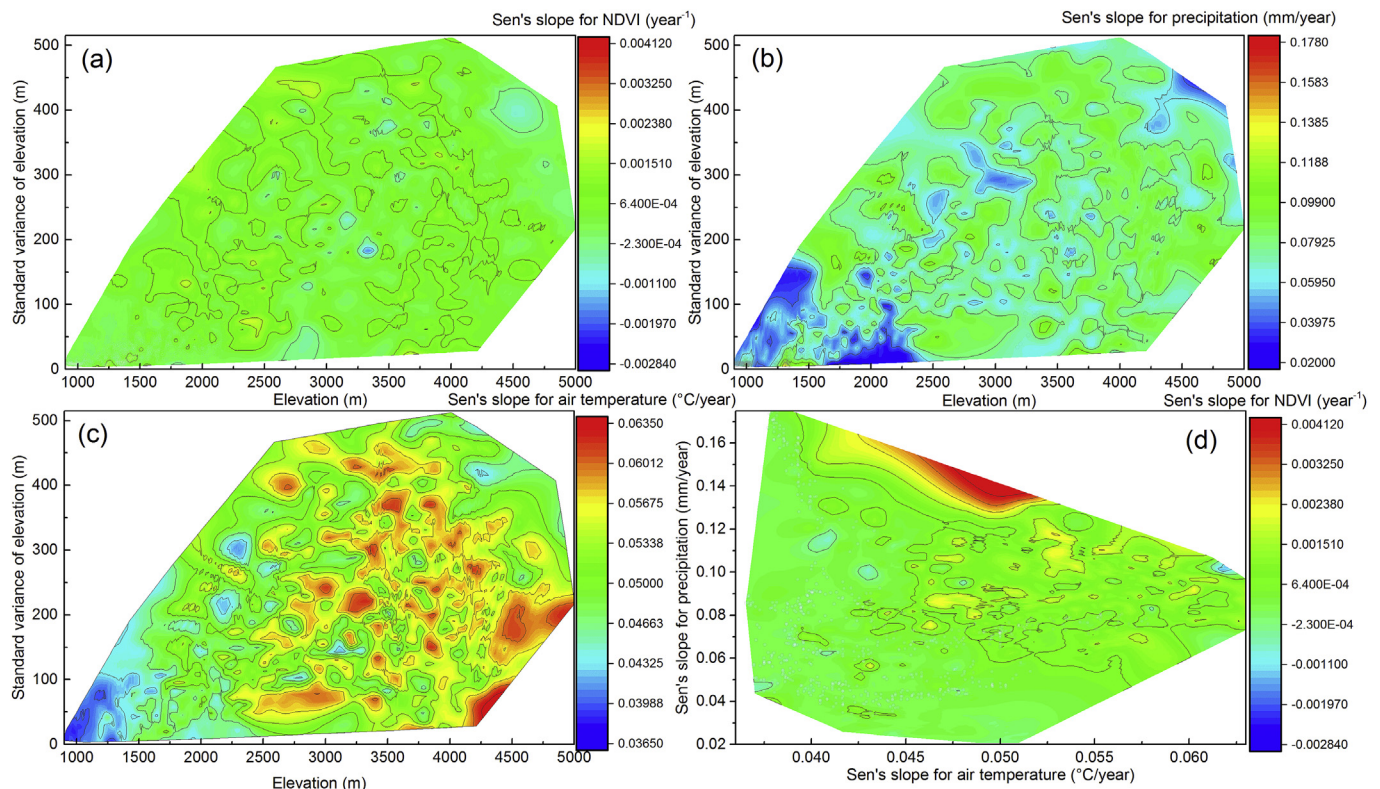 Sen's slope for NDVI (year-1)
(a)
Standard variance of elevation (m)
500
400
300
200
100
0
1000 1500 2000 2500 3000 3500 4000 4500 5000
Elevation (m)
0.004120
0.003250
0.002380
0.001510
6.400E-04
-2.300E-04
-0.001100
-0.001970
-0.002840
Sen's slope for precipitation (mm/year)
(b)
Standard variance of elevation (m)
500
400
300
200
100
0
1000 1500 2000 2500 3000 3500 4000 4500 5000
Elevation (m)
0.1780
0.1583
0.1385
0.1188
0.09900
0.07925
0.05950
0.03975
0.02000
Sen's slope for air temperature (°C/year)
(c)
Standard variance of elevation (m)
500
400
300
200
100
0
1000 1500 2000 2500 3000 3500 4000 4500 5000
Elevation (m)
0.06350
0.06012
0.05675
0.05338
0.05000
0.04663
0.04325
0.03988
0.03650
Sen's slope for NDVI (year-1)
(d)
Sen's slope for precipitation (mm/year)
0.16
0.14
0.12
0.10
0.08
0.06
0.04
0.02
0.040 0.045 0.050 0.055 0.060
Sen's slope for air temperature (°C/year)
0.004120
0.003250
0.002380
0.001510
6.400E-04
-2.300E-04
-0.001100
-0.001970
-0.002840